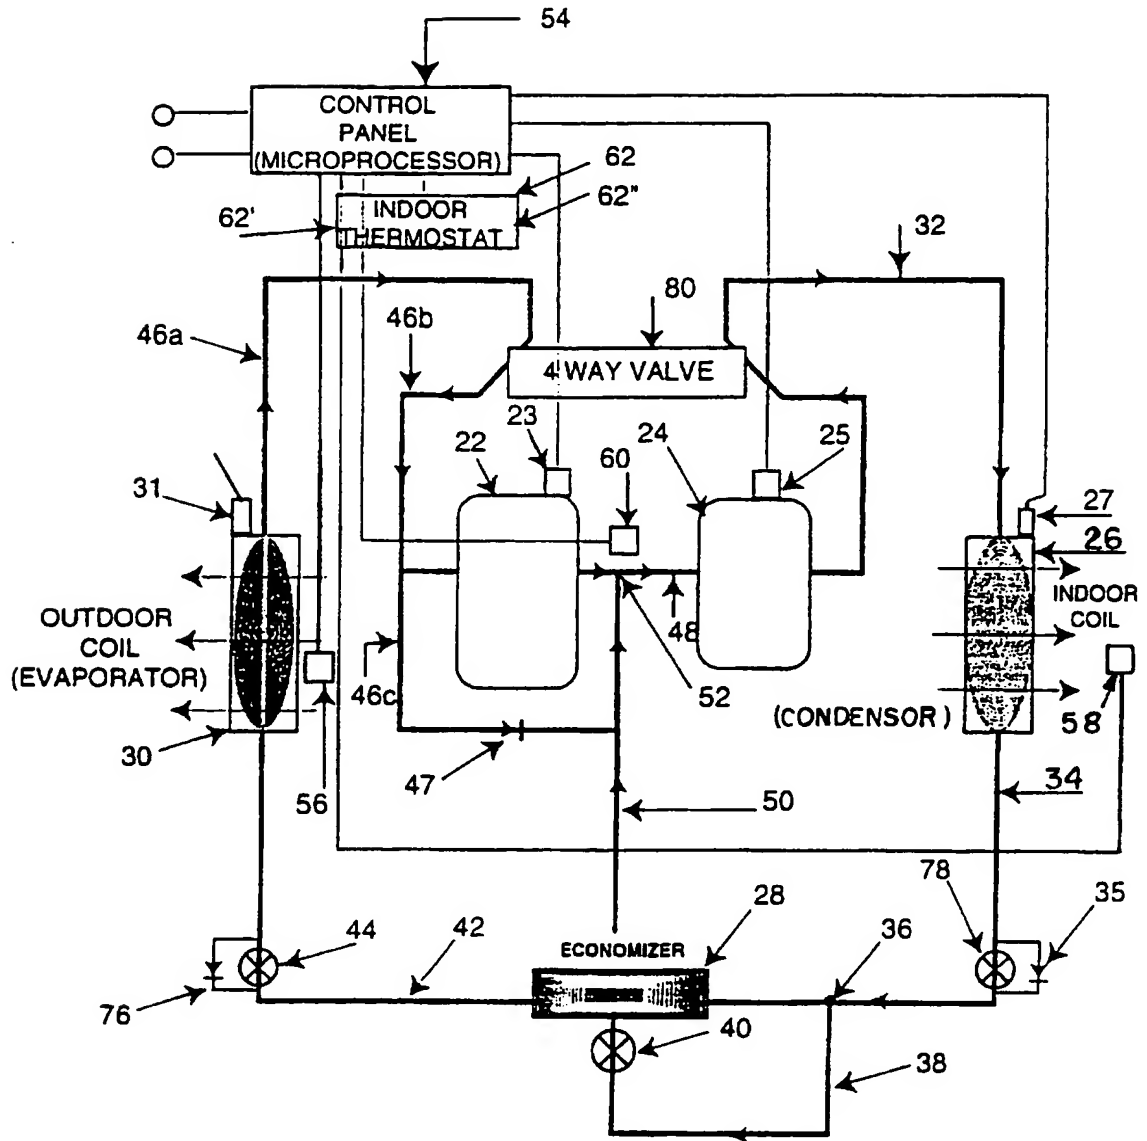 54
CONTROL
PANEL
(MICROPROCESSOR)
62
62"
62'
INDOOR
THERMOSTAT
32
80
46b
46a
4 WAY VALVE
23
22
24
25
60
31
27
26
OUTDOOR
COIL
(EVAPORATOR)
INDOOR
COIL
48
46c
52
(CONDENSOR)
58
30
47
56
50
34
78
35
28
36
44
42
ECONOMIZER
76
40
38